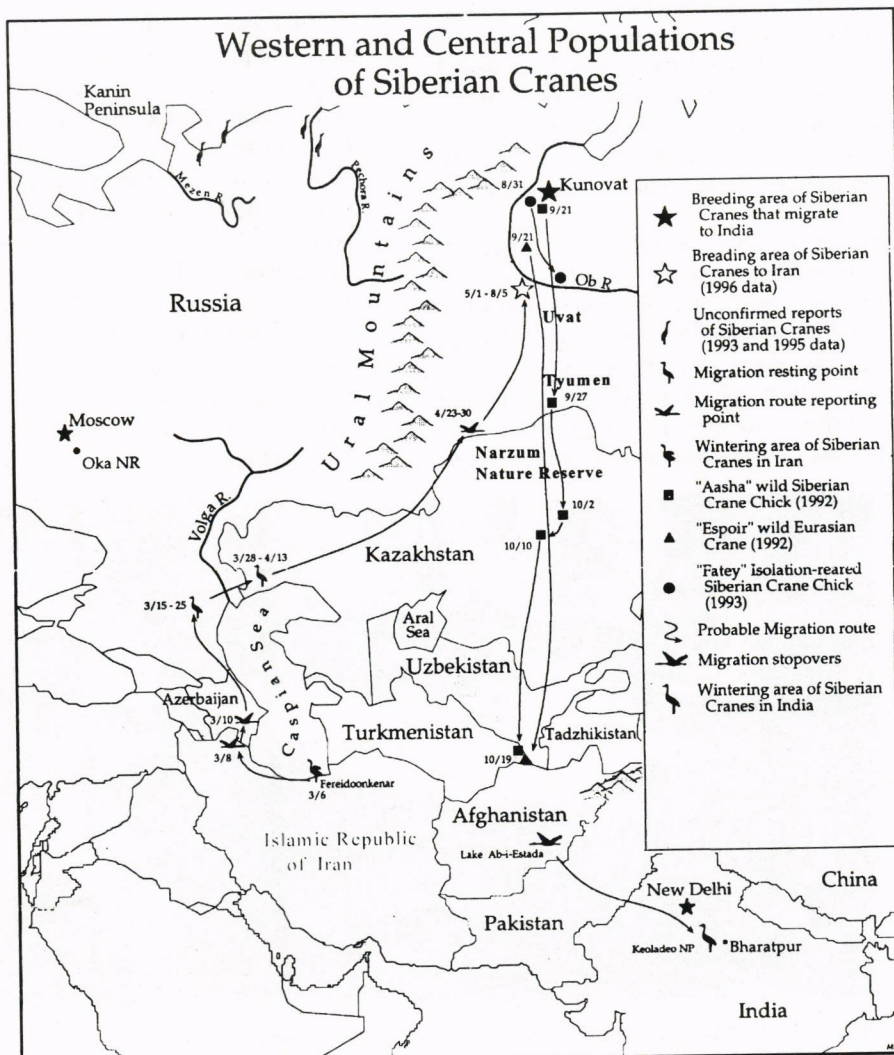 Western and Central Populations
of Siberian Cranes
Kanin
Peninsula
Mezen R.
Pechora R.
Ural Mountains
8/31
Kunovat
9/21
9/21
Ob R
5/1 - 8/5
Uvat
Russia
Tyumen
9/27
4/23-30
Moscow
Oka NR
Narzum
Nature Reserve
Volga R.
10/2
10/10
3/28 - 4/13
Kazakhstan
3/15 - 25
Aral
Sea
Caspian Sea
Uzbekistan
Azerbaijan
3/10
Turkmenistan
Tadzhikistan
3/8
10/19
Fereidoonkenar
3/6
Afghanistan
Islamic Republic
of Iran
Lake Ab-i-Estada
New Delhi
China
Pakistan
Keoladeo NP
Bharatpur
India
Breeding area of Siberian
Cranes that migrate
to India
Breading area of Siberian
Cranes to Iran
(1996 data)
Unconfirmed reports
of Siberian Cranes
(1993 and 1995 data)
Migration resting point
Migration route reporting
point
Wintering area of Siberian
Cranes in Iran
"Aasha" wild Siberian
Crane Chick (1992)
"Espoir" wild Eurasian
Crane (1992)
"Fatey" isolation-reared
Siberian Crane Chick
(1993)
Probable Migration route
Migration stopovers
Wintering area of Siberian
Cranes in India